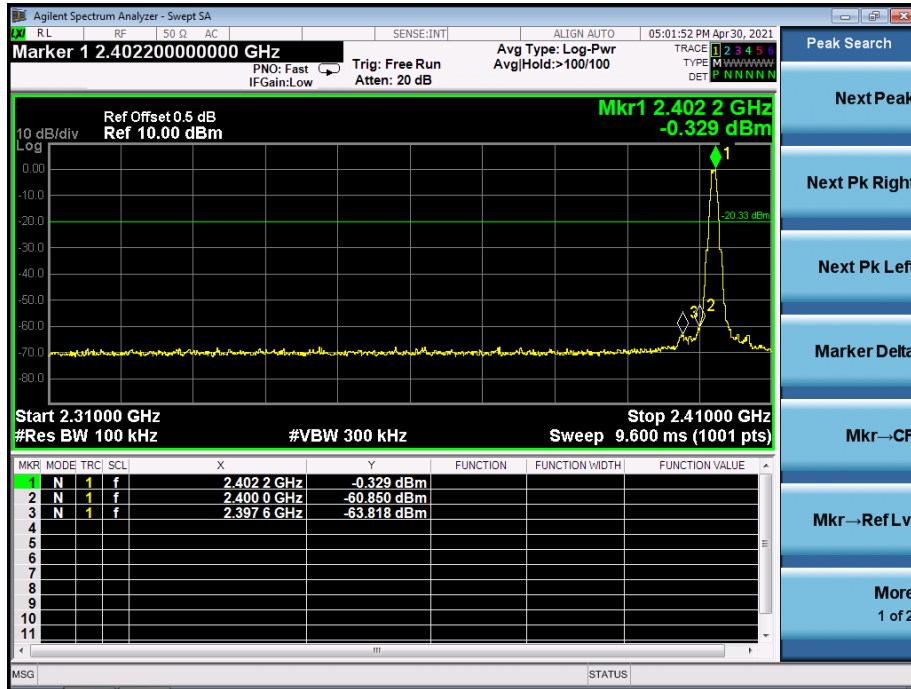 Agilent Spectrum Analyzer - Swept SA
LXI RL RF 50 Ω AC SENSE:INT ALIGN AUTO 05:01:52 PM Apr 30, 2021
Marker 1 2.402200000000 GHz
PNO: Fast
IFGain:Low
Trig: Free Run
Atten: 20 dB
Avg Type: Log-Pwr
Avg|Hold:>100/100
TRACE 1 2 3 4 5 6
TYPE M W W W W W
DET P N N N N N
Mkr1 2.402 2 GHz
-0.329 dBm
Ref Offset 0.5 dB
10 dB/div Ref 10.00 dBm
Log
1
0.00
-10.0
-20.0
-20.33 dBm
-30.0
-40.0
-50.0
3 2
-60.0
-70.0
-80.0
Start 2.31000 GHz Stop 2.41000 GHz
#Res BW 100 kHz #VBW 300 kHz Sweep 9.600 ms (1001 pts)
MKR MODE TRC SCL X Y FUNCTION FUNCTION WIDTH FUNCTION VALUE
1 N 1 f 2.402 2 GHz -0.329 dBm
2 N 1 f 2.400 0 GHz -60.850 dBm
3 N 1 f 2.397 6 GHz -63.818 dBm
4
5
6
7
8
9
10
11
MSG STATUS
Peak Search
Next Peak
Next Pk Right
Next Pk Left
Marker Delta
Mkr→CF
Mkr→Ref Lv
More
1 of 2